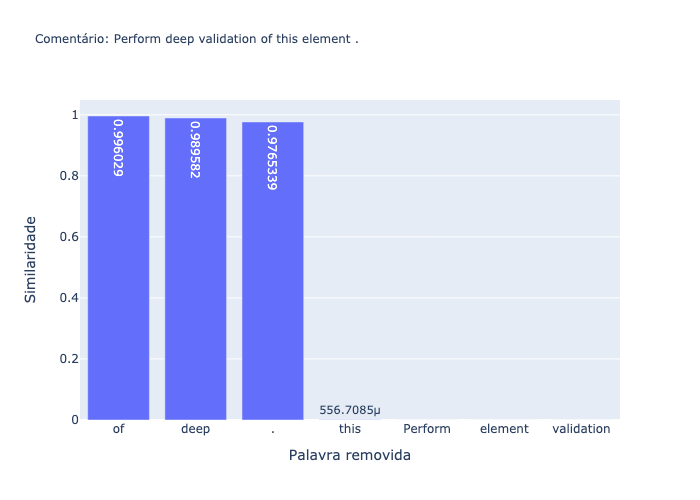 Comentário: Perform deep validation of this element .
Similaridade
1
0.8
0.6
0.4
0.2
0
0.996029
0.989582
0.9765339
556.7085µ
of deep . this Perform element validation
Palavra removida